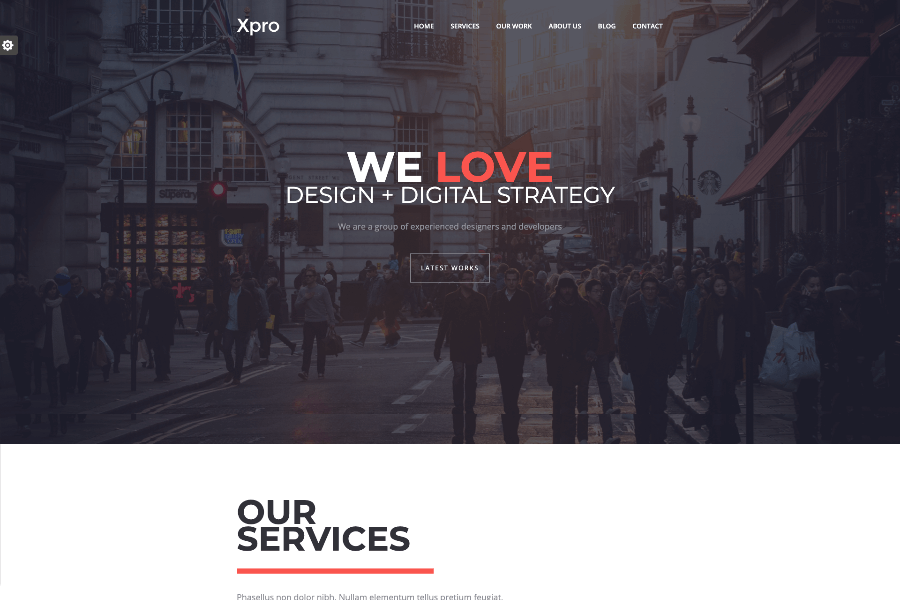 Xpro
HOME SERVICES OUR WORK ABOUT US BLOG CONTACT
WE LOVE
DESIGN + DIGITAL STRATEGY
We are a group of experienced designers and developers
LATEST WORKS
Superdry
OUR
SERVICES
Phasellus non dolor nibh. Nullam elementum tellus pretium feugiat.